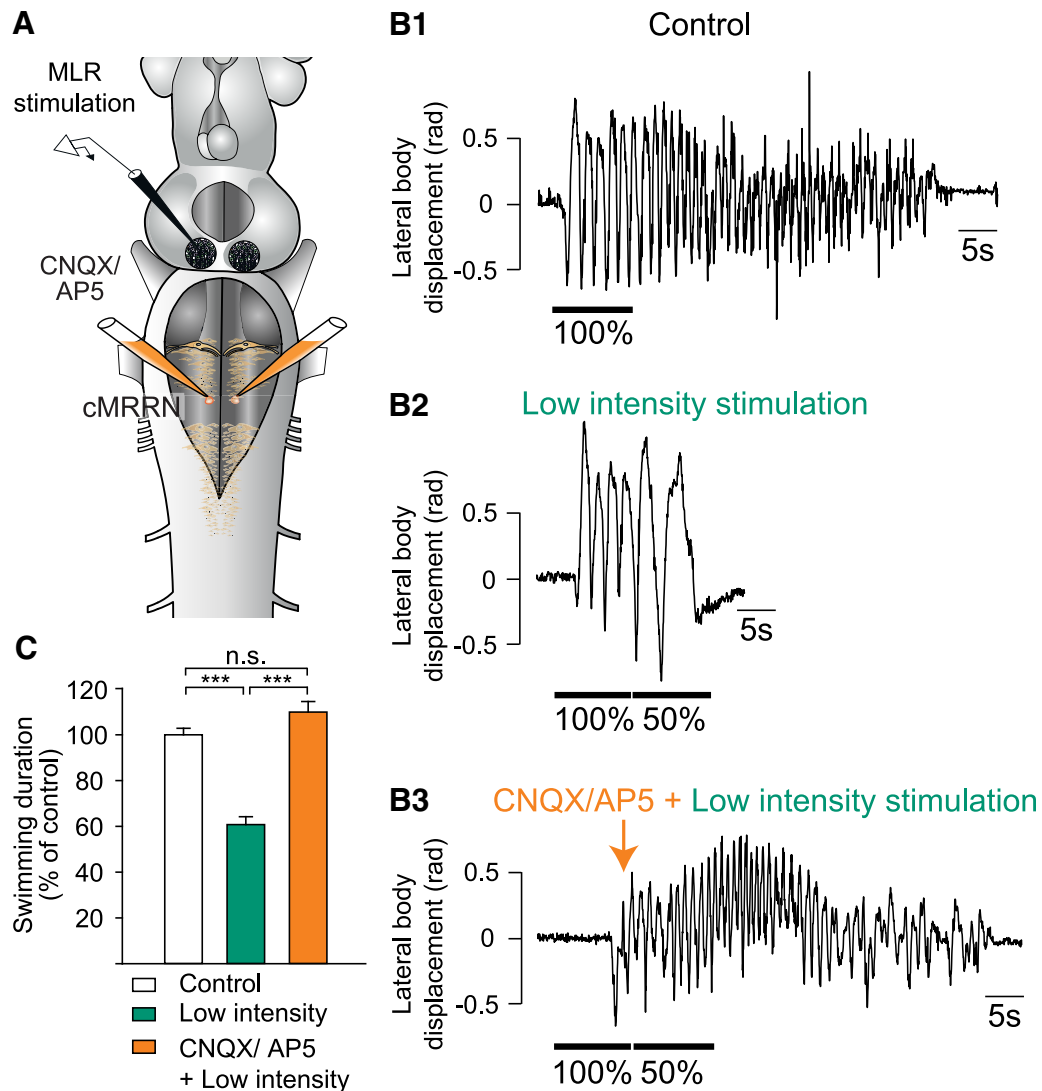 A
MLR
stimulation
CNQX/
AP5
cMRRN
B1
Control
Lateral body
displacement (rad)
0.5
0
-0.5
5s
100%
B2
Low intensity stimulation
Lateral body
displacement (rad)
0.5
0
-0.5
5s
100% 50%
B3
CNQX/AP5 + Low intensity stimulation
Lateral body
displacement (rad)
0.5
0
-0.5
5s
100% 50%
C
n.s.
*** ***
Swimming duration
(% of control)
120
100
80
60
40
20
Control
Low intensity
CNQX/ AP5
+ Low intensity